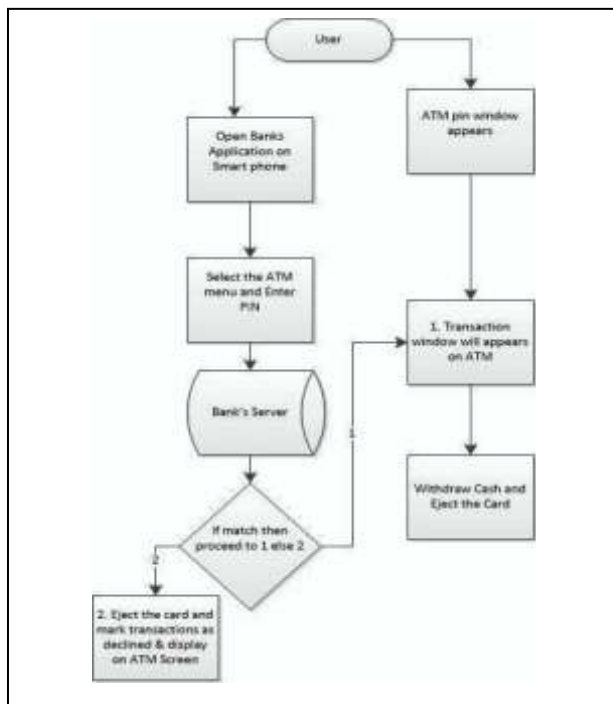 User
Open Banks
Application on
Smart phone
ATM pin window
appears
Select the ATM
menu and Enter
PIN
1. Transaction
window will appears
on ATM
Bank's Server
1
Withdraw Cash and
Eject the Card
If match then
proceed to 1 else 2
2
2. Eject the card and
mark transactions as
declined & display
on ATM Screen